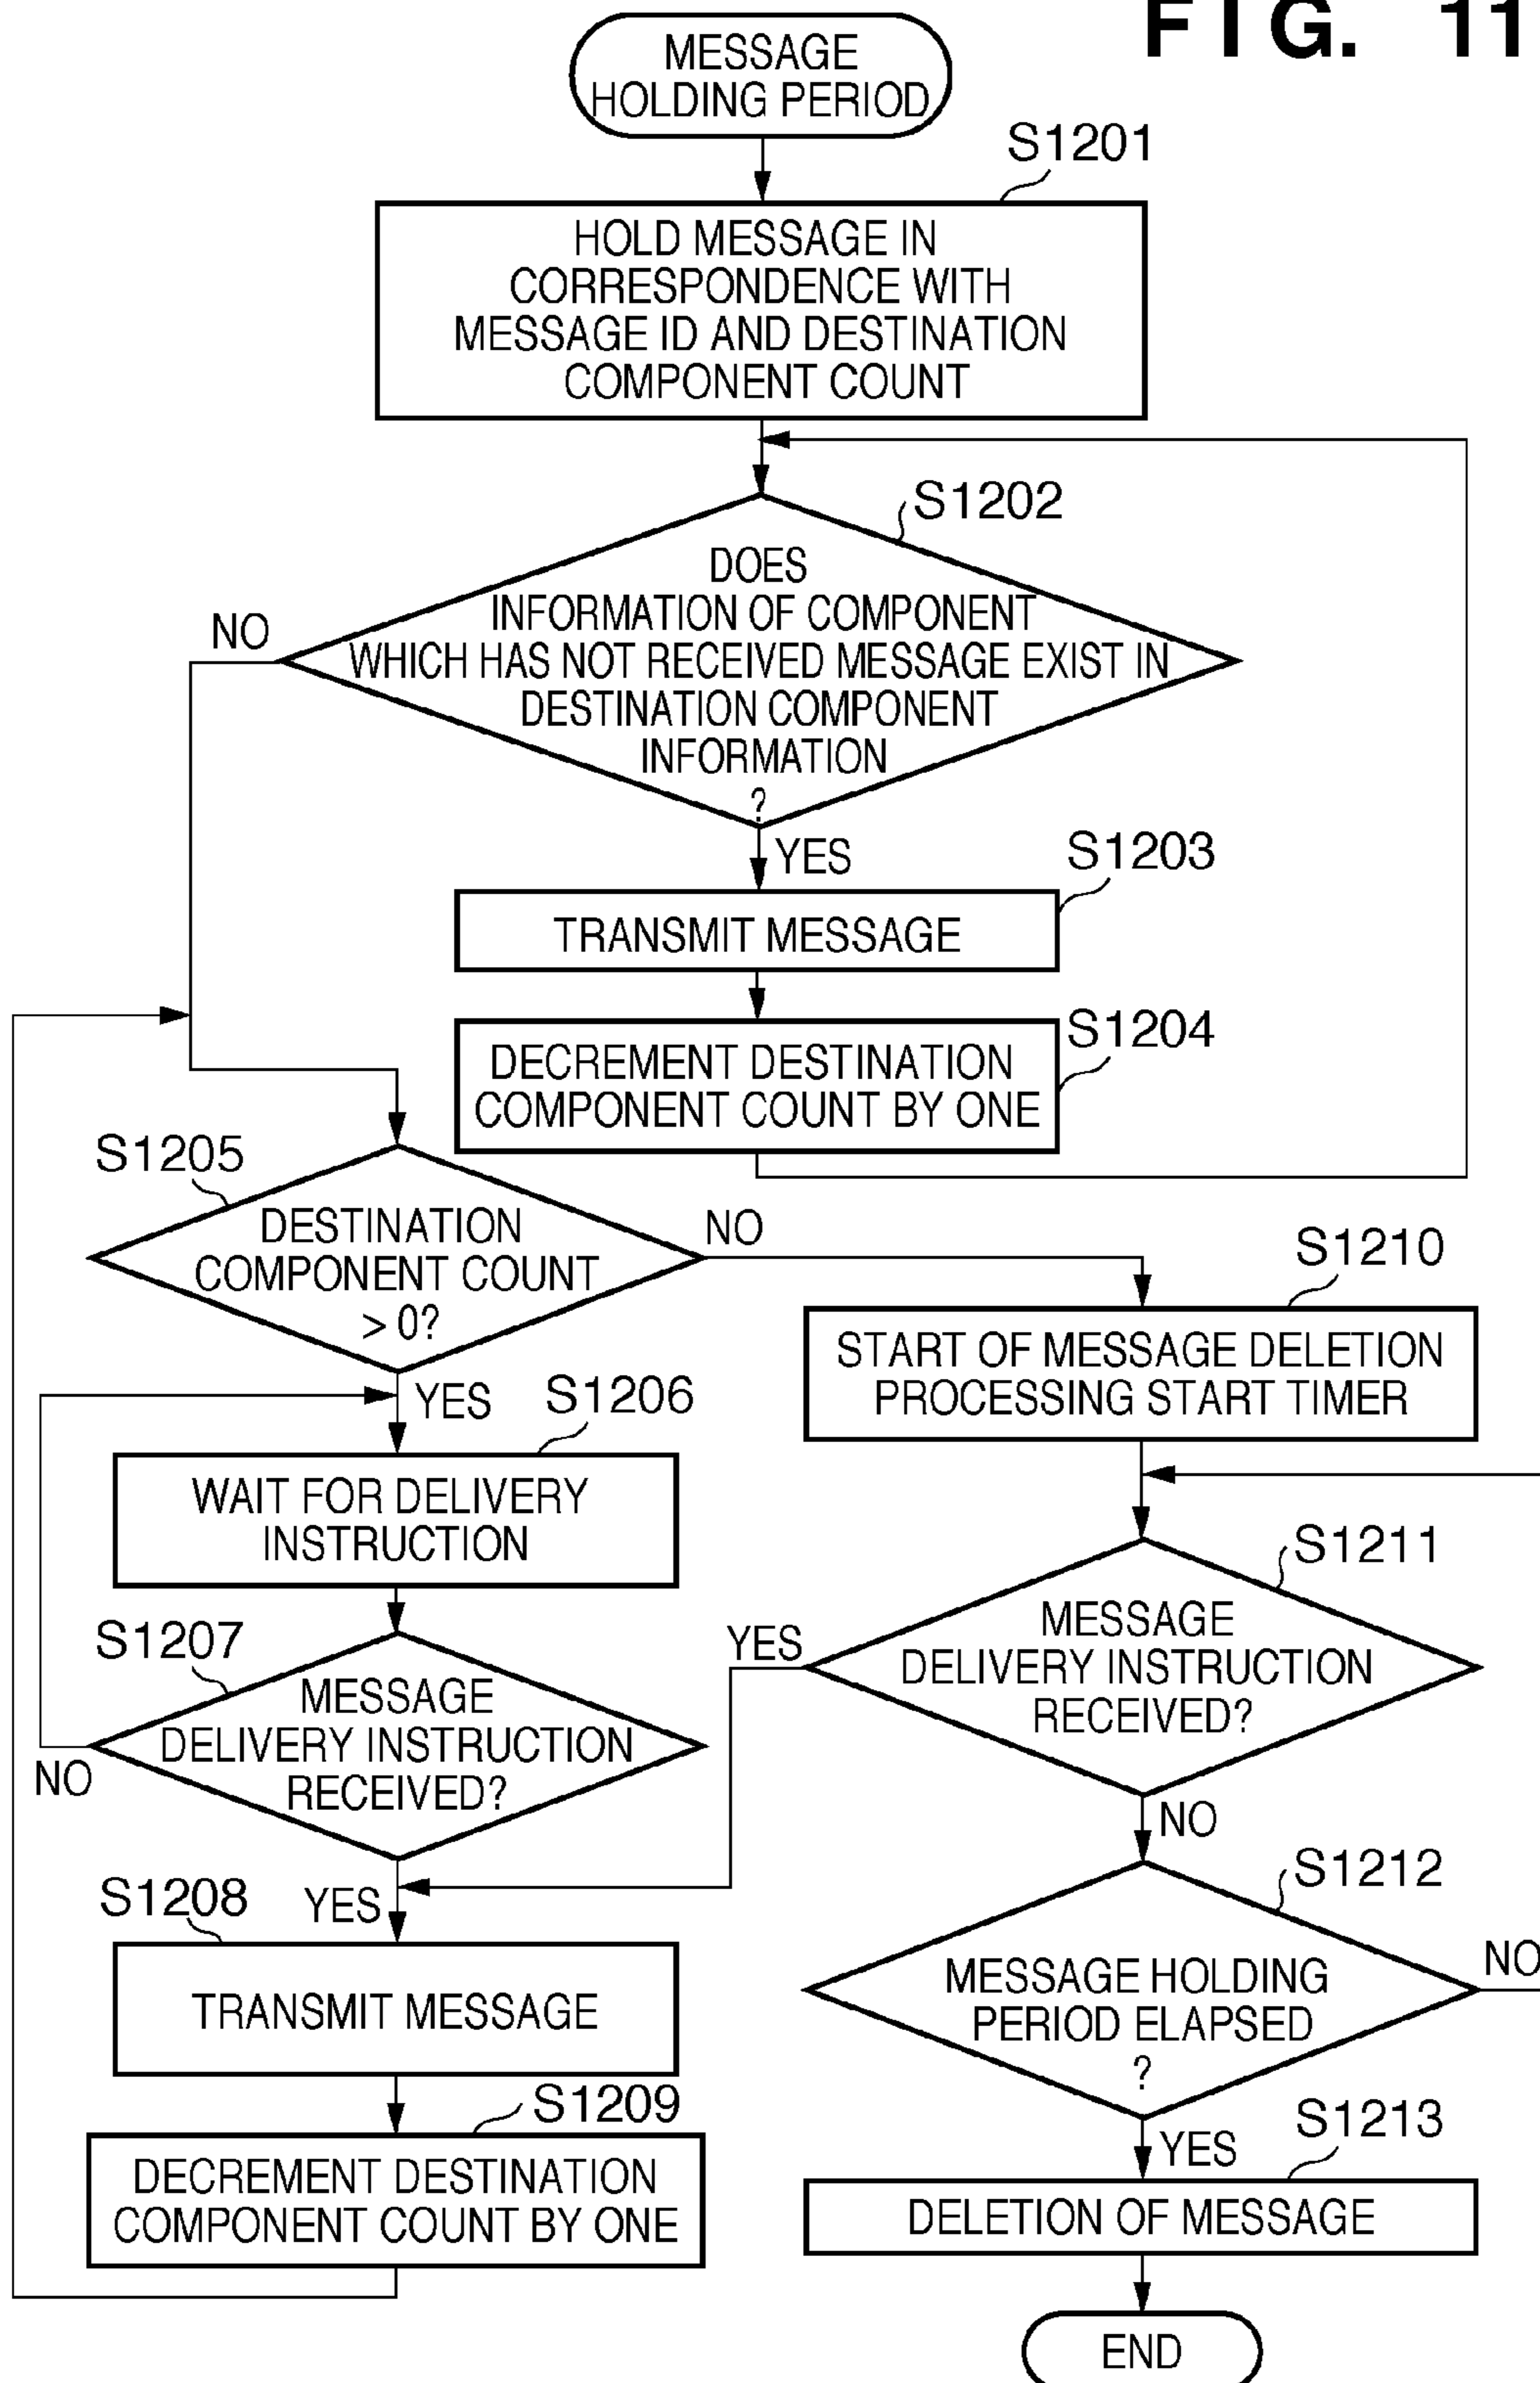 FIG. 11
MESSAGE
HOLDING PERIOD
S1201
HOLD MESSAGE IN
CORRESPONDENCE WITH
MESSAGE ID AND DESTINATION
COMPONENT COUNT
S1202
DOES
INFORMATION OF COMPONENT
WHICH HAS NOT RECEIVED MESSAGE EXIST IN
DESTINATION COMPONENT
INFORMATION
?
NO
YES
S1203
TRANSMIT MESSAGE
S1204
DECREMENT DESTINATION
COMPONENT COUNT BY ONE
S1205
DESTINATION
COMPONENT COUNT
> 0?
NO
YES
S1206
WAIT FOR DELIVERY
INSTRUCTION
S1207
MESSAGE
DELIVERY INSTRUCTION
RECEIVED?
NO
YES
S1208
TRANSMIT MESSAGE
S1209
DECREMENT DESTINATION
COMPONENT COUNT BY ONE
S1210
START OF MESSAGE DELETION
PROCESSING START TIMER
S1211
MESSAGE
DELIVERY INSTRUCTION
RECEIVED?
YES
NO
S1212
MESSAGE HOLDING
PERIOD ELAPSED
?
NO
YES
S1213
DELETION OF MESSAGE
END